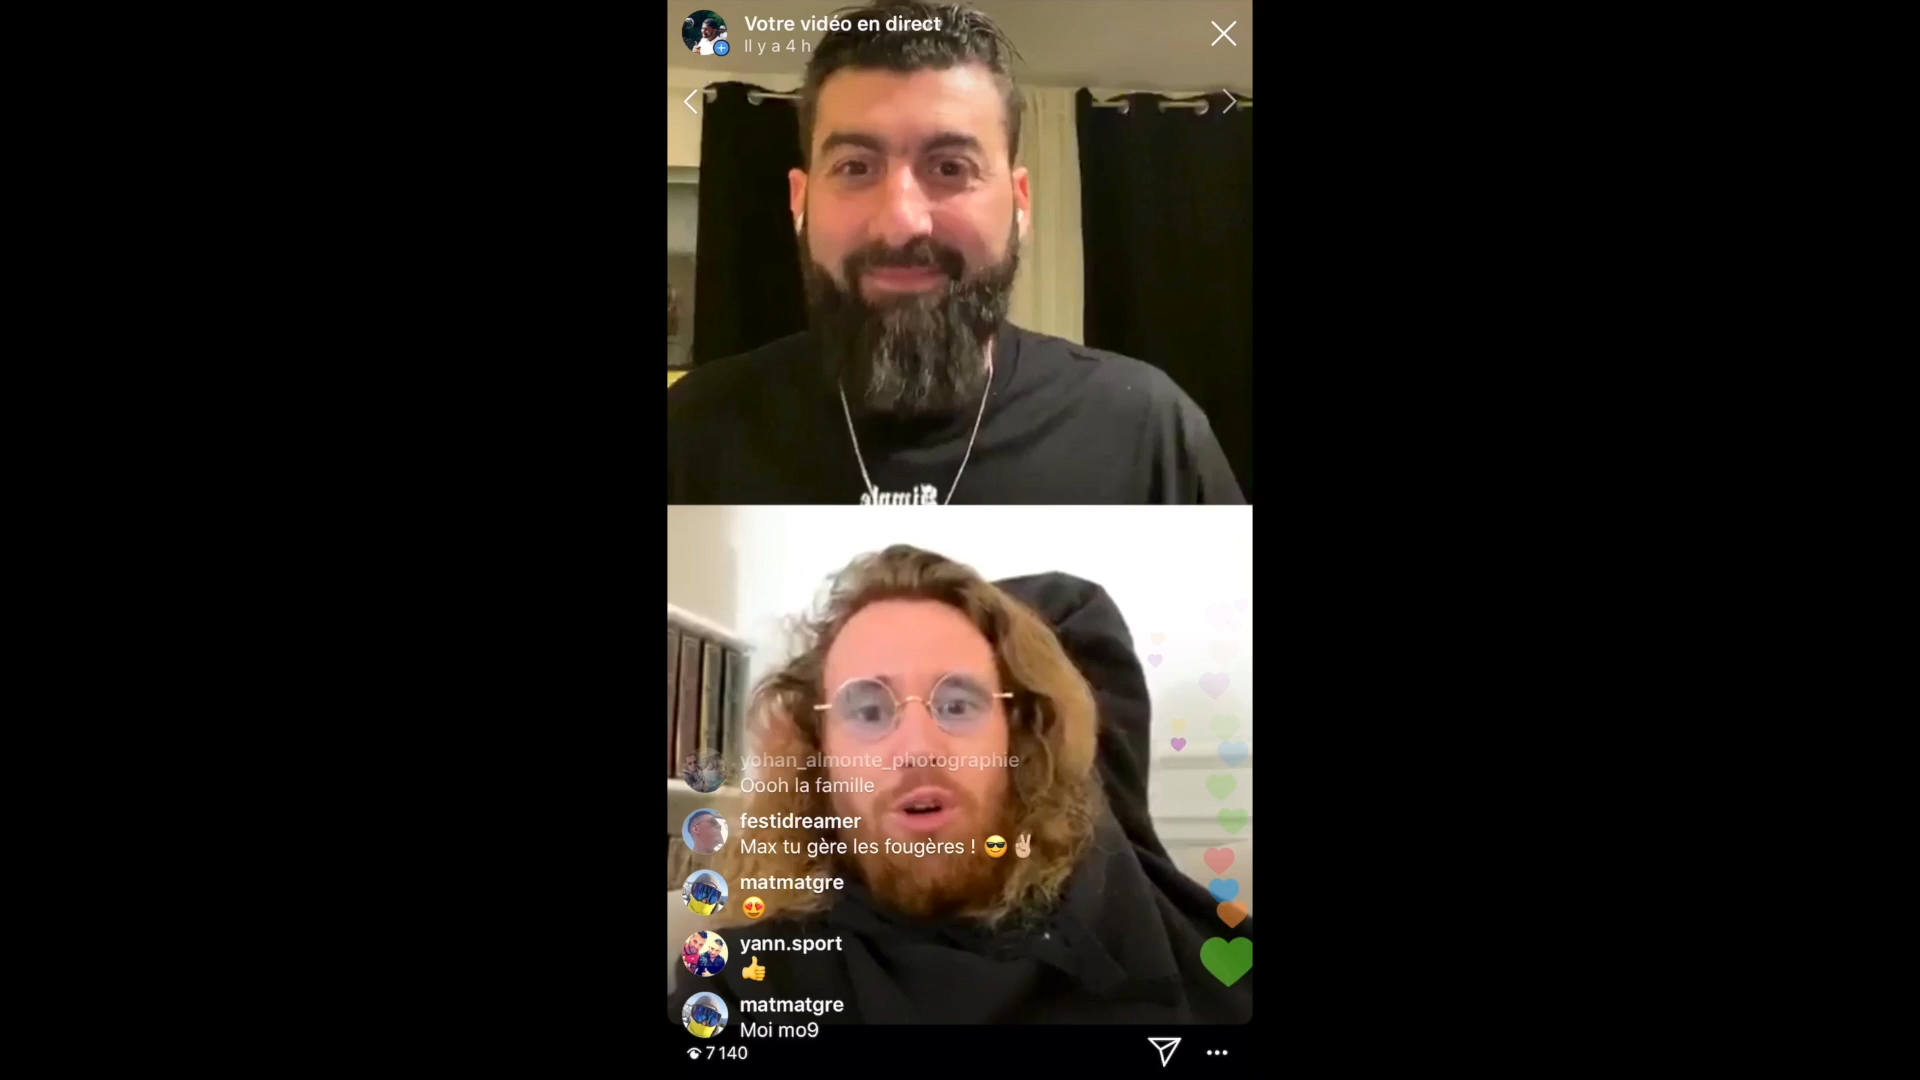 Votre vidéo en direct
Il y a 4 h
yohan_almonte_photographie
Oooh la famille
festidreamer
Max tu gère les fougères ! 😎✌🏼
matmatgre
😍
yann.sport
👍
matmatgre
Moi mo9
7 140